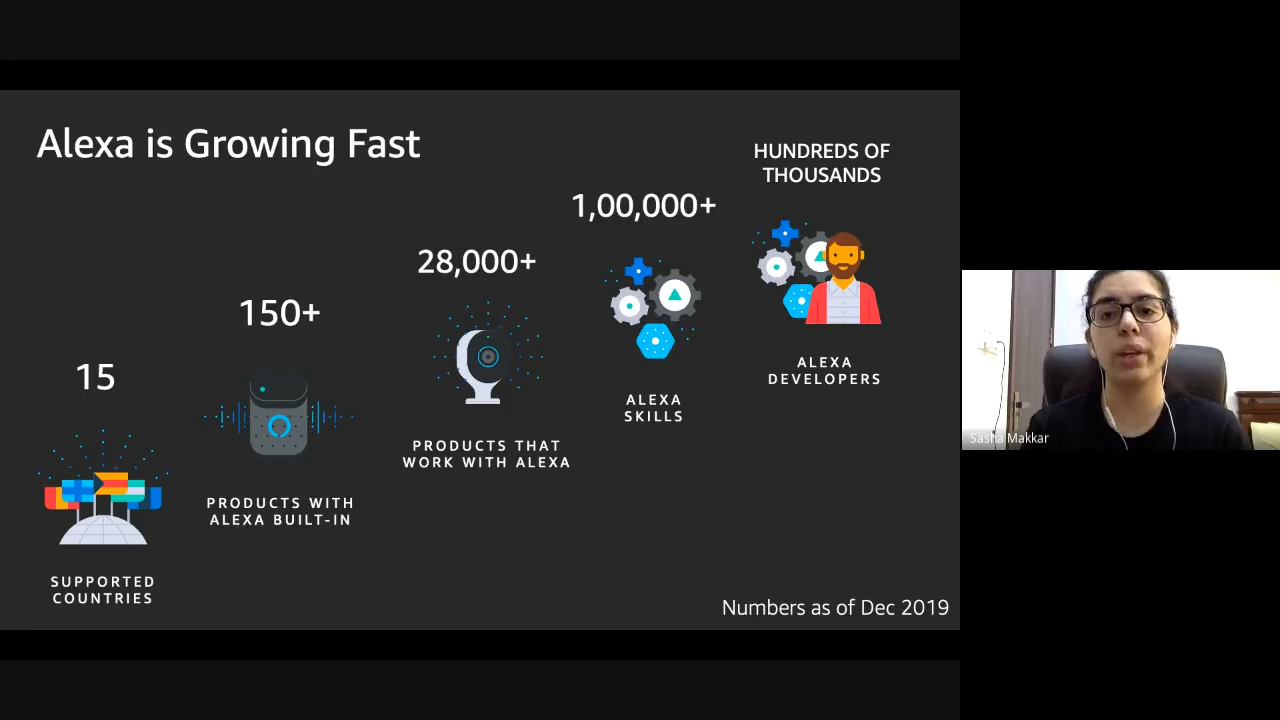 Alexa is Growing Fast
15
SUPPORTED
COUNTRIES
150+
PRODUCTS WITH
ALEXA BUILT-IN
28,000+
PRODUCTS THAT
WORK WITH ALEXA
1,00,000+
ALEXA
SKILLS
HUNDREDS OF
THOUSANDS
ALEXA
DEVELOPERS
Numbers as of Dec 2019
Sasha Makkar